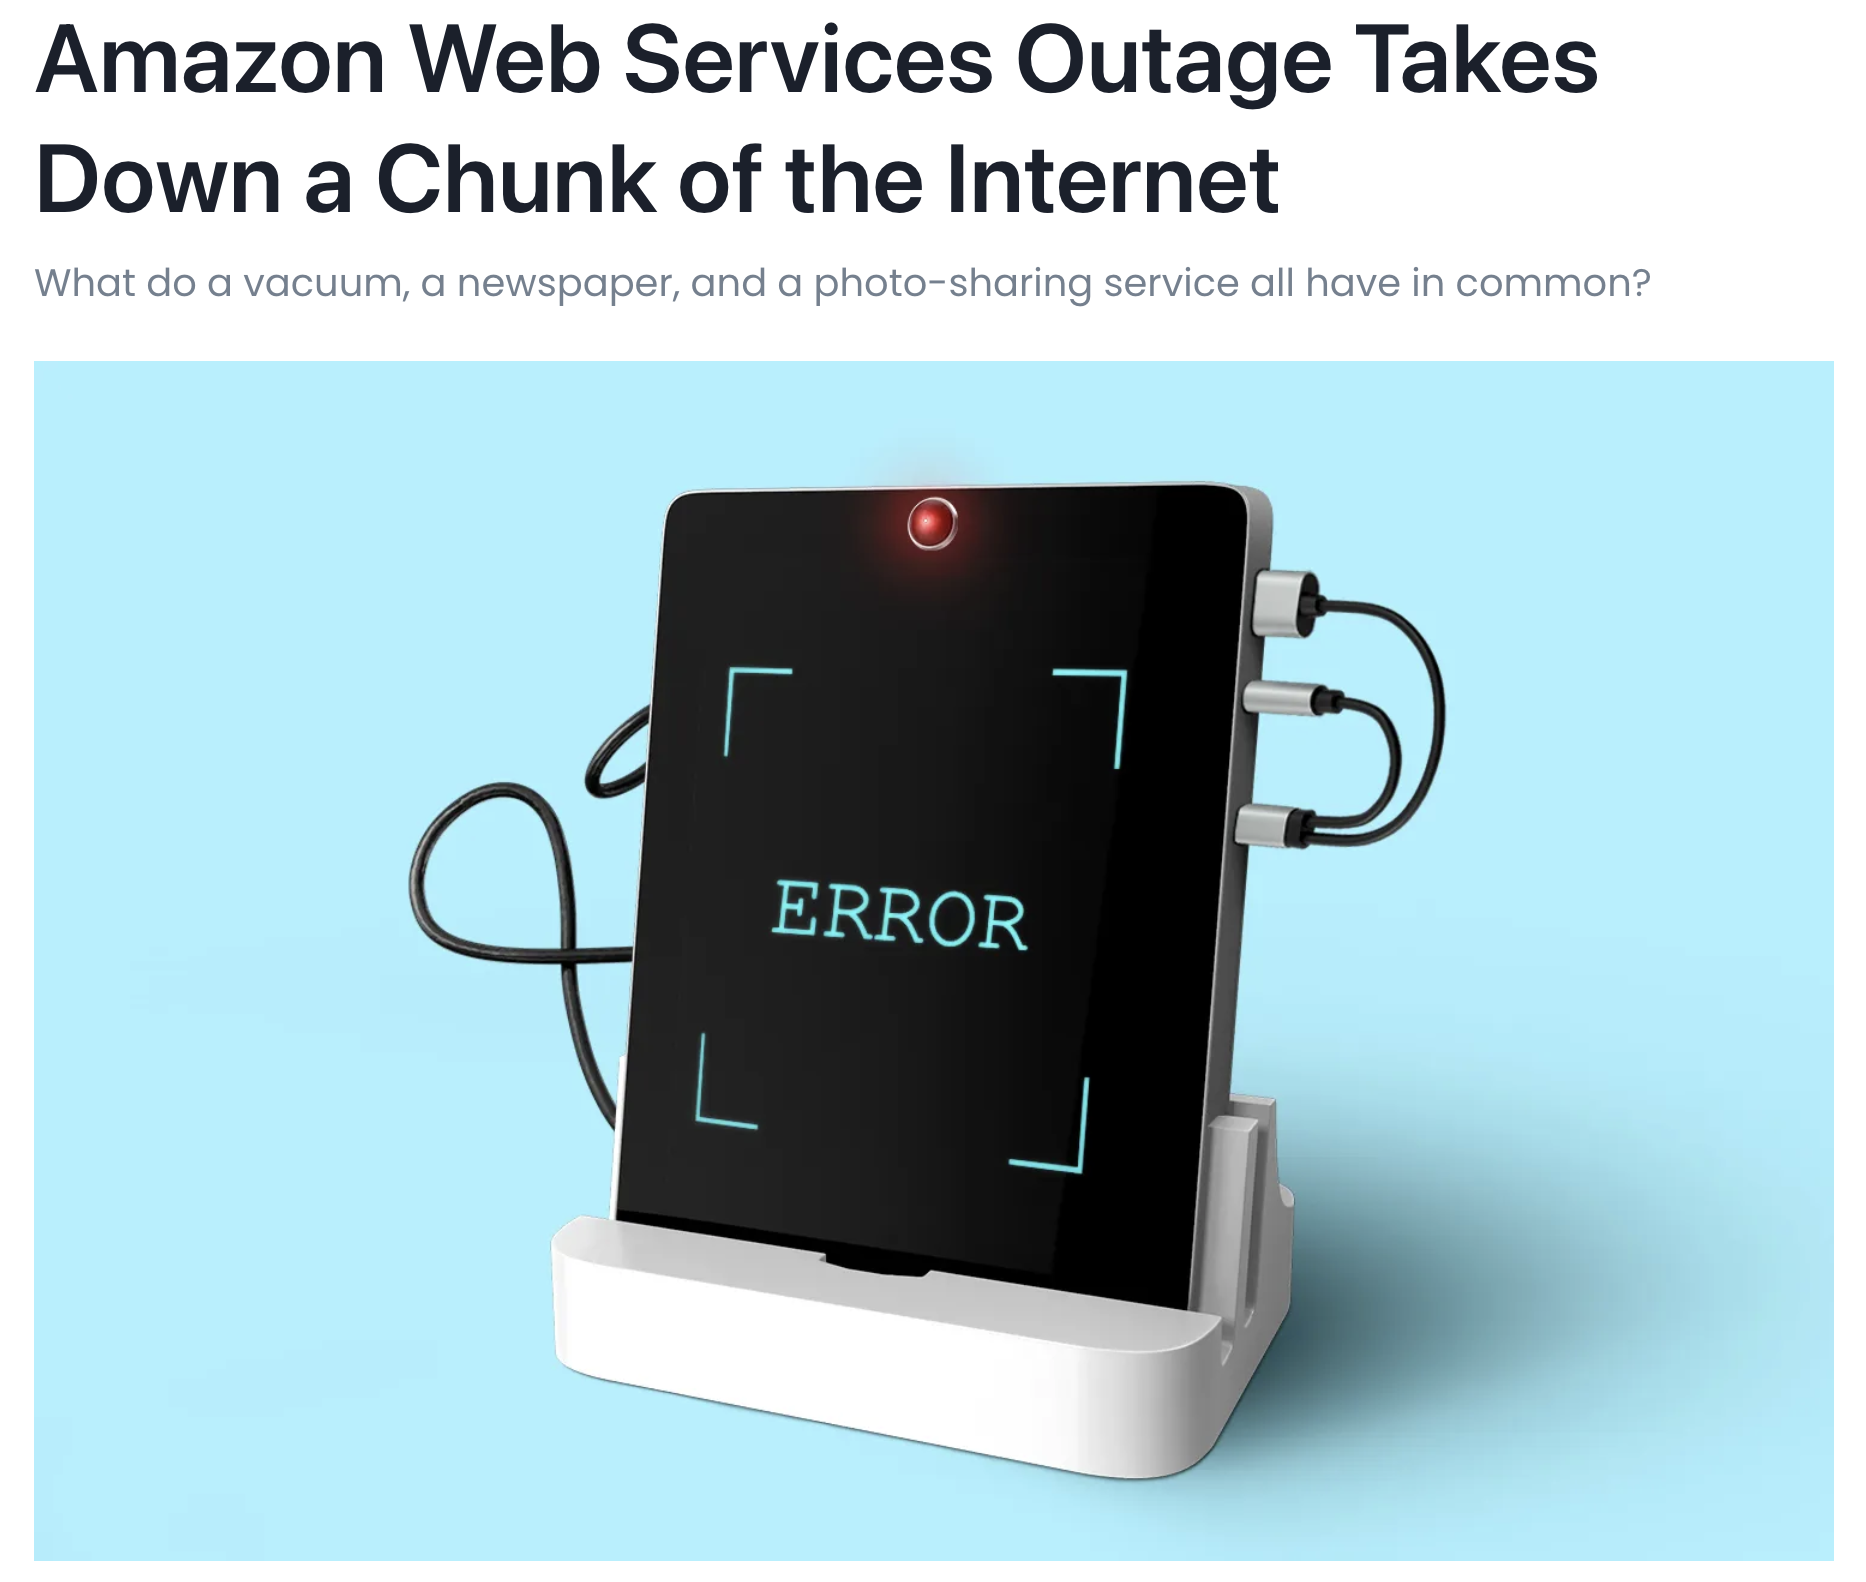 Amazon Web Services Outage Takes
Down a Chunk of the Internet
What do a vacuum, a newspaper, and a photo-sharing service all have in common?
ERROR